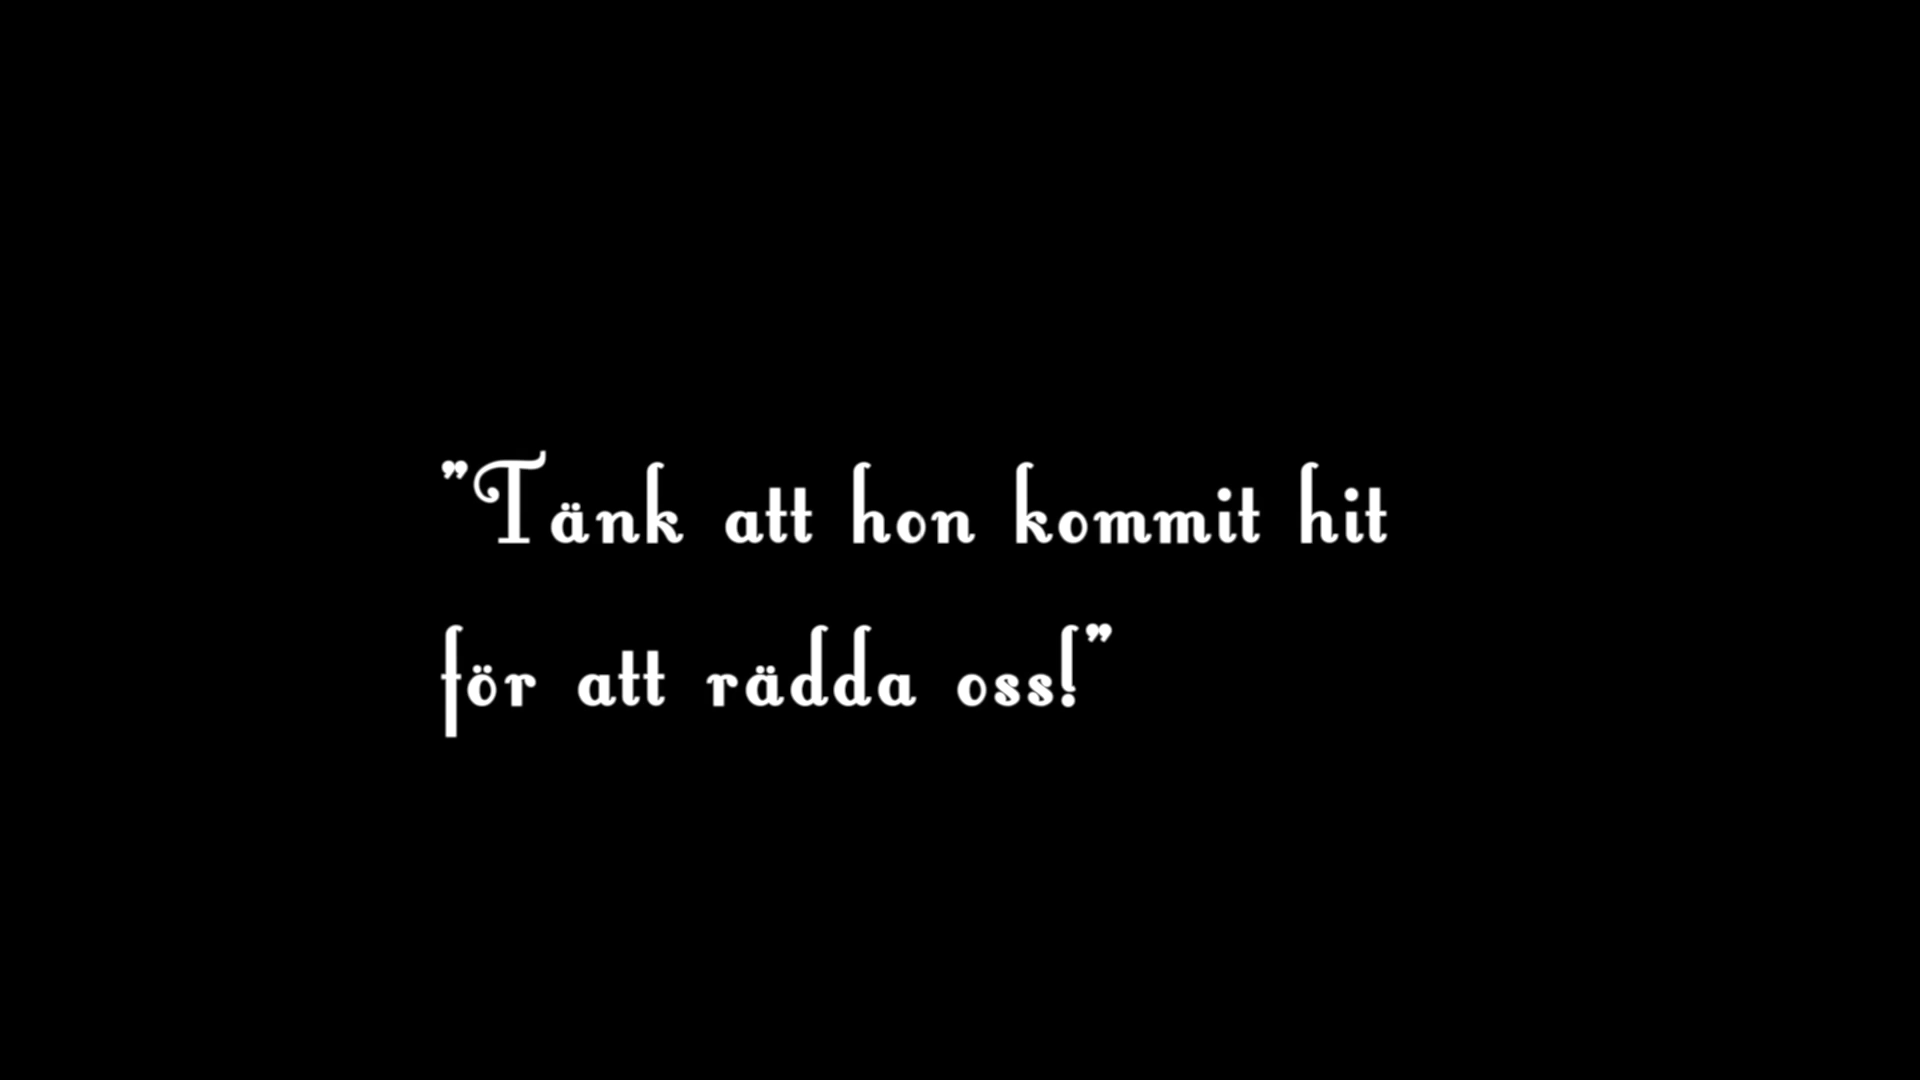 ”Tänk att hon kommit hit
för att rädda oss!”